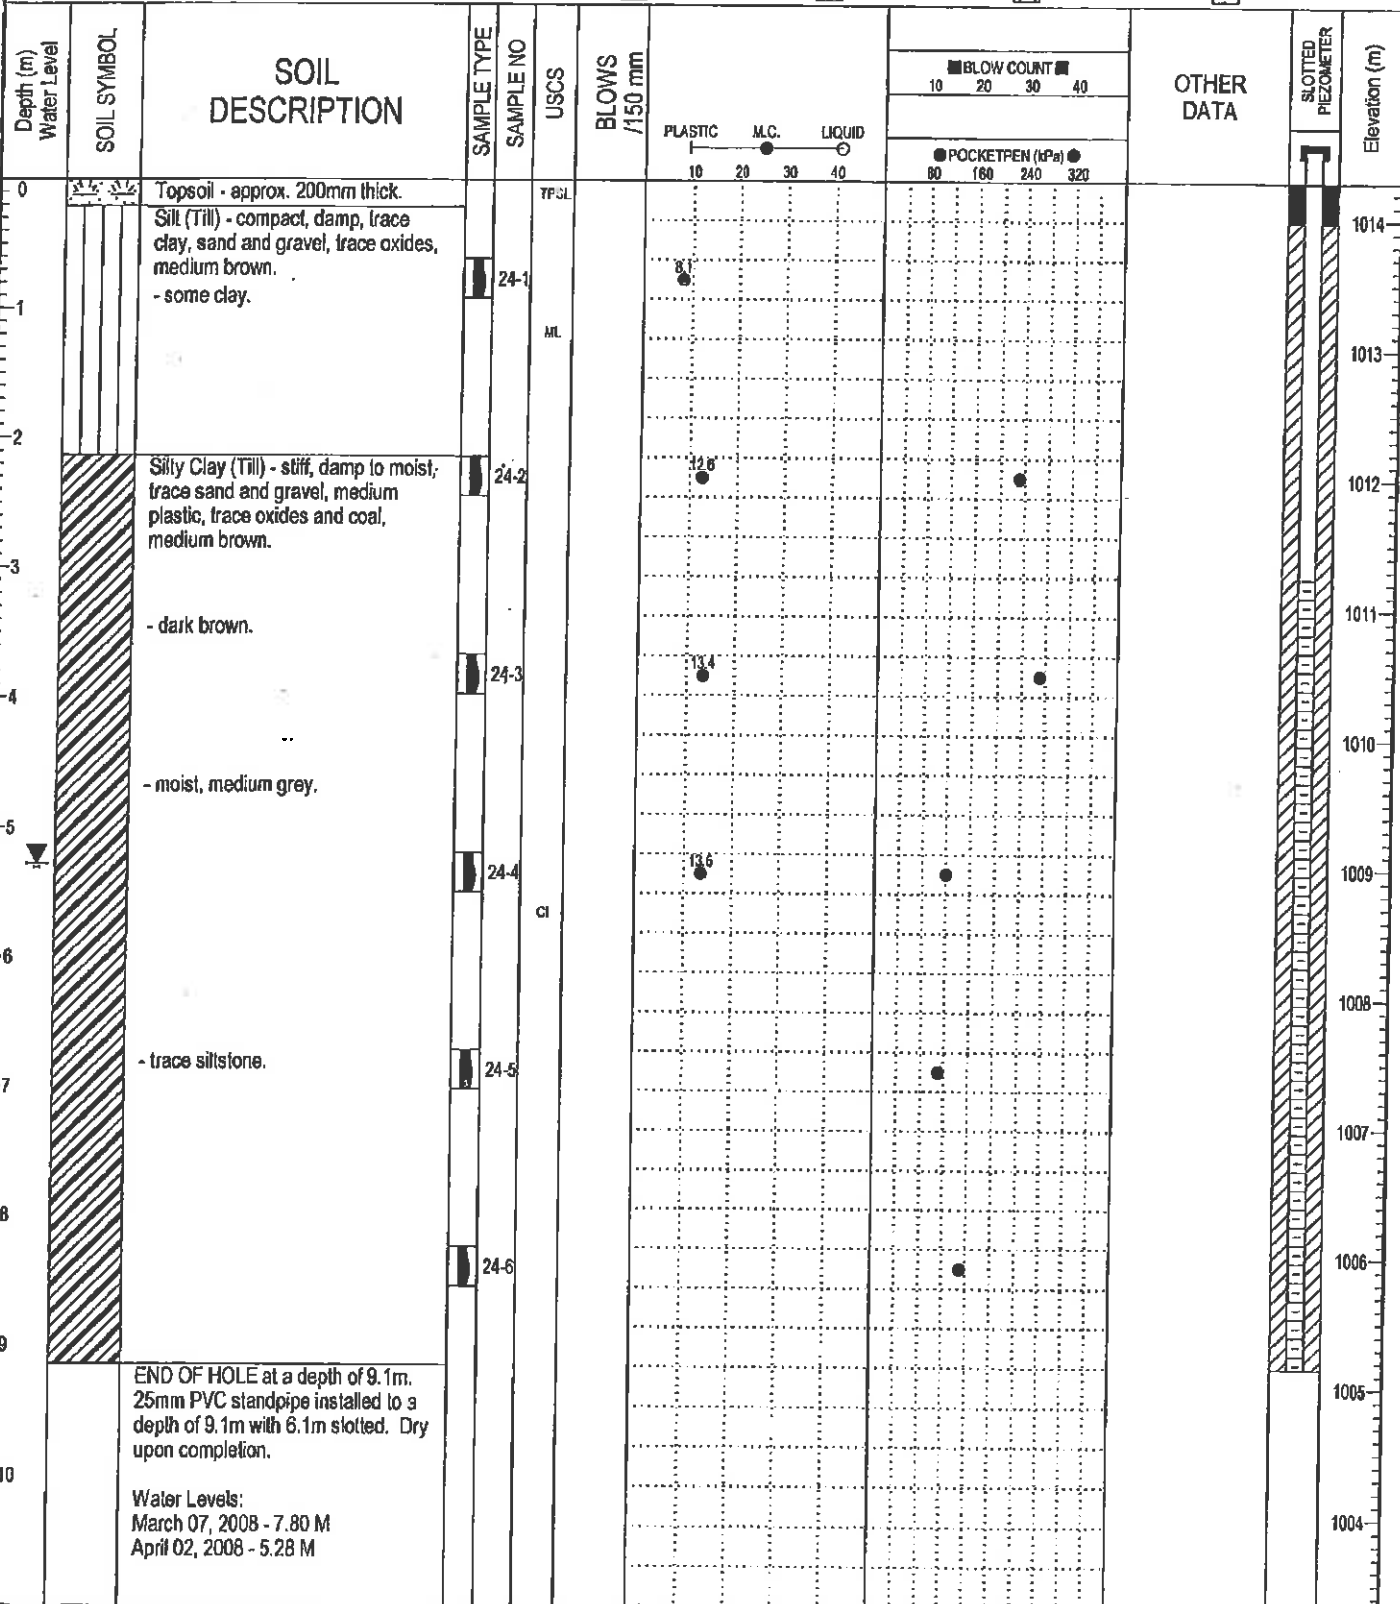 Depth (m)
Water Level
SOIL SYMBOL
SOIL
DESCRIPTION
SAMPLE TYPE
SAMPLE NO
USCS
BLOWS
/150 mm
PLASTIC M.C. LIQUID
10 20 30 40
BLOW COUNT
10 20 30 40
POCKETPEN (kPa)
80 160 240 320
OTHER
DATA
SLOTTED
PIEZOMETER
Elevation (m)
0
Topsoil - approx. 200mm thick.
TPSL
Silt (Till) - compact, damp, trace
clay, sand and gravel, trace oxides,
medium brown.
- some clay.
24-1
8.1
1014
1
ML
1013
2
Silty Clay (Till) - stiff, damp to moist,
trace sand and gravel, medium
plastic, trace oxides and coal,
medium brown.
24-2
12.6
1012
3
- dark brown.
1011
24-3
13.4
4
1010
- moist, medium grey.
5
24-4
13.6
1009
CI
6
1008
- trace siltstone.
24-5
7
1007
8
24-6
1006
9
END OF HOLE at a depth of 9.1m.
25mm PVC standpipe installed to a
depth of 9.1m with 6.1m slotted. Dry
upon completion.
1005
10
Water Levels:
March 07, 2008 - 7.80 M
April 02, 2008 - 5.28 M
1004